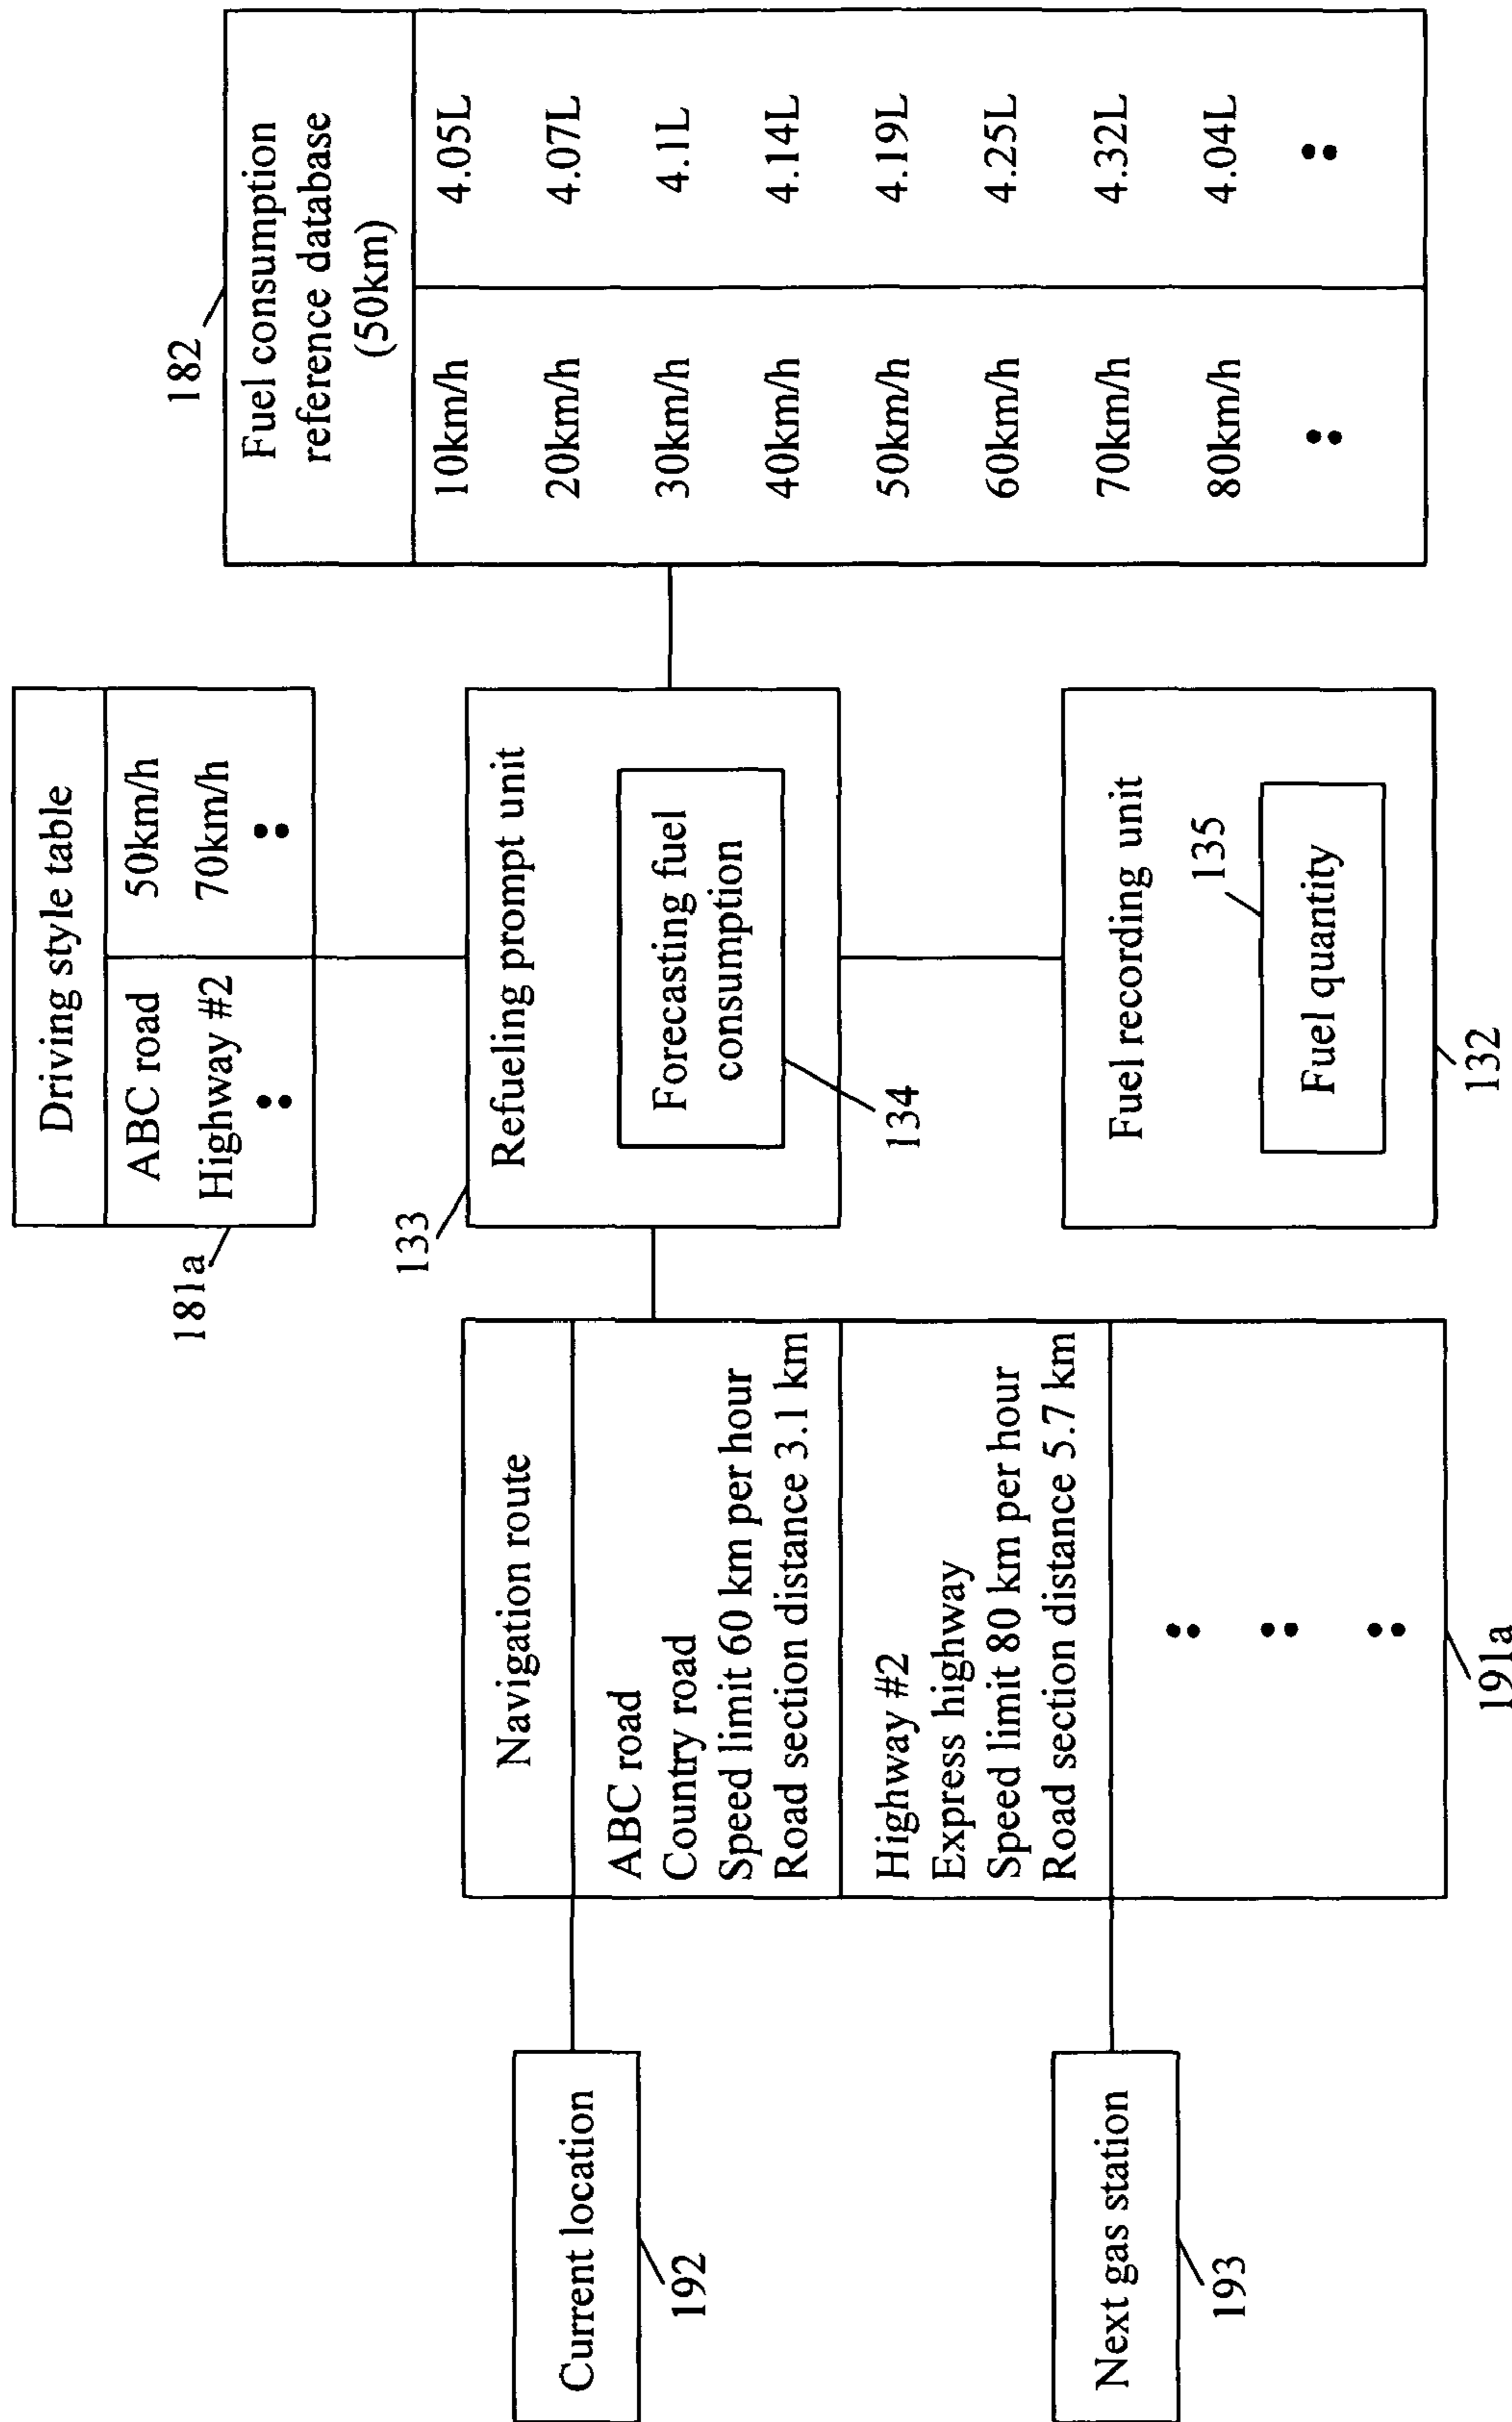 Current location
192
Next gas station
193
Navigation route
ABC road
Country road
Speed limit 60 km per hour
Road section distance 3.1 km
Highway #2
Express highway
Speed limit 80 km per hour
Road section distance 5.7 km
191a
Driving style table
ABC road 50km/h
Highway #2 70km/h
181a
133
Refueling prompt unit
Forecasting fuel
consumption
134
Fuel recording unit
135
Fuel quantity
132
182
Fuel consumption
reference database
(50km)
10km/h 4.05L
20km/h 4.07L
30km/h 4.1L
40km/h 4.14L
50km/h 4.19L
60km/h 4.25L
70km/h 4.32L
80km/h 4.04L